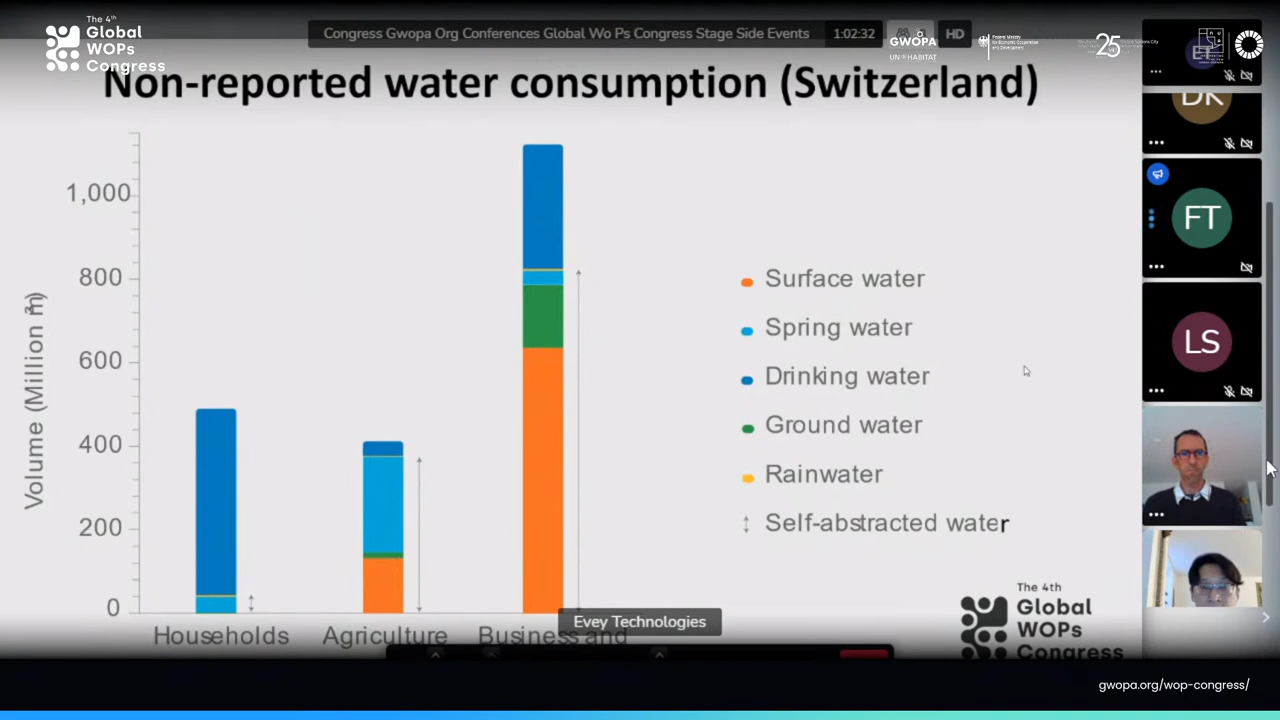 The 4th
Global
WOPs
Congress
Congress Gwopa Org Conferences Global Wo Ps Congress Stage Side Events
1:02:32
HD
GWOPA
UN HABITAT
25
Non-reported water consumption (Switzerland)
Volume (Million m³)
1,000
800
600
400
200
0
Households
Agriculture
Business and
Surface water
Spring water
Drinking water
Ground water
Rainwater
Self-abstracted water
Evey Technologies
The 4th
Global
WOPs
Congress
ET
DK
FT
LS
gwopa.org/wop-congress/